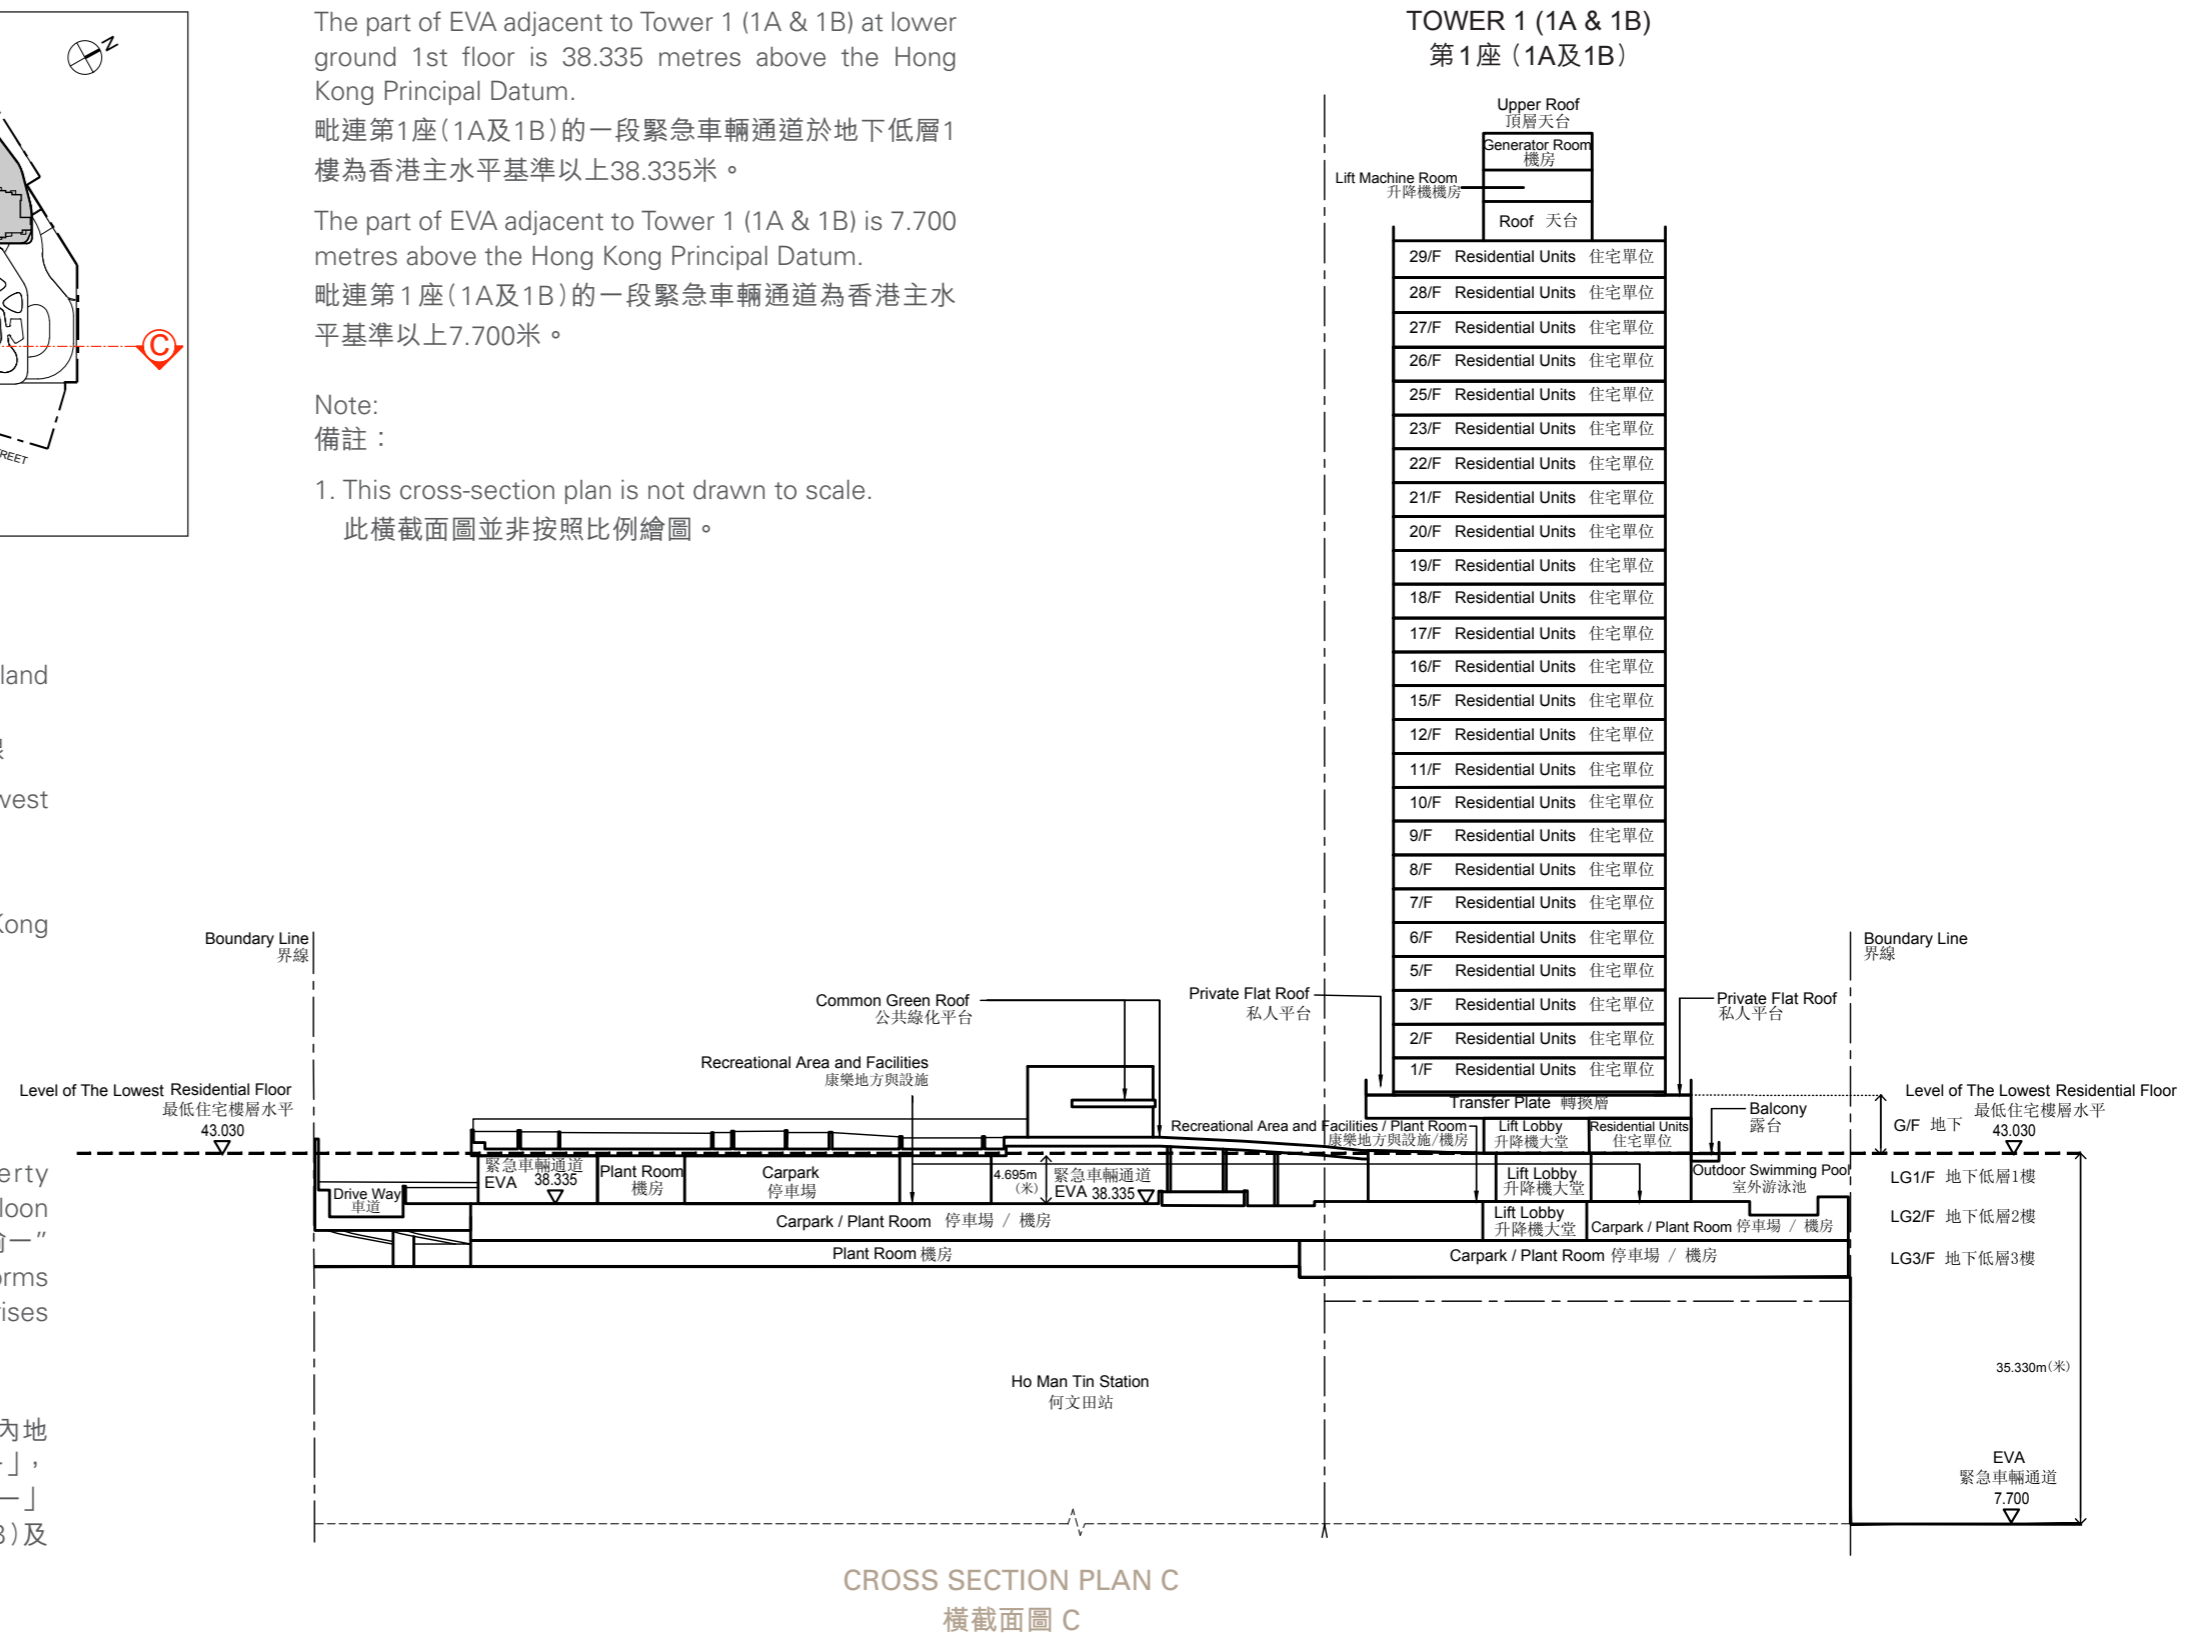 N
REET
C
land
west
Kong
erty
loon
”
orms
rises
內地
」，
一」
)及
The part of EVA adjacent to Tower 1 (1A & 1B) at lower
ground 1st floor is 38.335 metres above the Hong
Kong Principal Datum.
毗連第1座(1A及1B)的一段緊急車輛通道於地下低層1
樓為香港主水平基準以上38.335米。
The part of EVA adjacent to Tower 1 (1A & 1B) is 7.700
metres above the Hong Kong Principal Datum.
毗連第1座(1A及1B)的一段緊急車輛通道為香港主水
平基準以上7.700米。
Note:
備註：
1. This cross-section plan is not drawn to scale.
此橫截面圖並非按照比例繪圖。
TOWER 1 (1A & 1B)
第1座 (1A及1B)
Upper Roof
頂層天台
Generator Room
機房
Lift Machine Room
升降機機房
Roof 天台
29/F Residential Units 住宅單位
28/F Residential Units 住宅單位
27/F Residential Units 住宅單位
26/F Residential Units 住宅單位
25/F Residential Units 住宅單位
23/F Residential Units 住宅單位
22/F Residential Units 住宅單位
21/F Residential Units 住宅單位
20/F Residential Units 住宅單位
19/F Residential Units 住宅單位
18/F Residential Units 住宅單位
17/F Residential Units 住宅單位
16/F Residential Units 住宅單位
15/F Residential Units 住宅單位
12/F Residential Units 住宅單位
11/F Residential Units 住宅單位
10/F Residential Units 住宅單位
9/F Residential Units 住宅單位
8/F Residential Units 住宅單位
7/F Residential Units 住宅單位
6/F Residential Units 住宅單位
5/F Residential Units 住宅單位
3/F Residential Units 住宅單位
2/F Residential Units 住宅單位
1/F Residential Units 住宅單位
Boundary Line
界線
Boundary Line
界線
Common Green Roof
公共綠化平台
Private Flat Roof
私人平台
Private Flat Roof
私人平台
Recreational Area and Facilities
康樂地方與設施
Level of The Lowest Residential Floor
最低住宅樓層水平
43.030
Level of The Lowest Residential Floor
最低住宅樓層水平
43.030
Transfer Plate 轉換層
Balcony
露台
G/F 地下
Recreational Area and Facilities / Plant Room
康樂地方與設施/機房
Lift Lobby
升降機大堂
Residential Units
住宅單位
緊急車輛通道
EVA 38.335
Plant Room
機房
Carpark
停車場
4.695m
(米)
緊急車輛通道
EVA 38.335
Lift Lobby
升降機大堂
Outdoor Swimming Pool
室外游泳池
LG1/F 地下低層1樓
Drive Way
車道
Carpark / Plant Room 停車場 / 機房
Lift Lobby
升降機大堂
Carpark / Plant Room 停車場 / 機房
LG2/F 地下低層2樓
Plant Room 機房
Carpark / Plant Room 停車場 / 機房
LG3/F 地下低層3樓
35.330m(米)
Ho Man Tin Station
何文田站
EVA
緊急車輛通道
7.700
CROSS SECTION PLAN C
橫截面圖 C